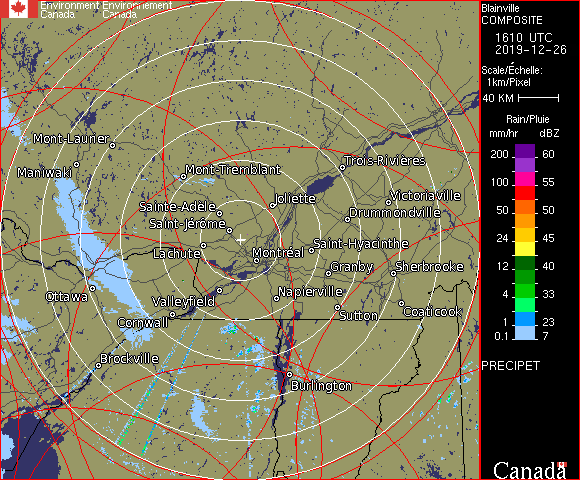 Environment Environnement
Canada Canada
Blainville
COMPOSITE
1610 UTC
2019-12-26
Scale/Échelle:
1km/Pixel
40 KM
Rain/Pluie
mm/hr dBZ
200 60
100 57
100 55
50 50
24 45
12 40
4 33
1 23
0.1 7
PRECIPET
Canada
Mont-Laurier
Maniwaki
Mont-Tremblant
Trois-Rivières
Joliette
Victoriaville
Sainte-Adèle
Drummondville
Saint-Jérôme
Lachute
Montréal
Saint-Hyacinthe
Granby
Sherbrooke
Ottawa
Valleyfield
Napierville
Cornwall
Sutton
Coaticook
Brockville
Burlington